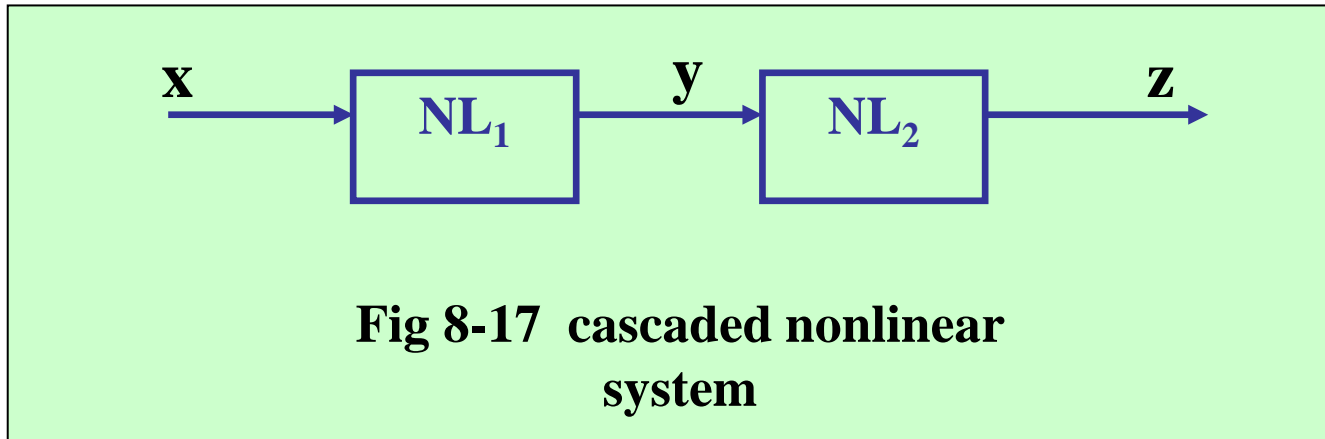 x y z
NL₁ NL₂
Fig 8-17 cascaded nonlinear
system